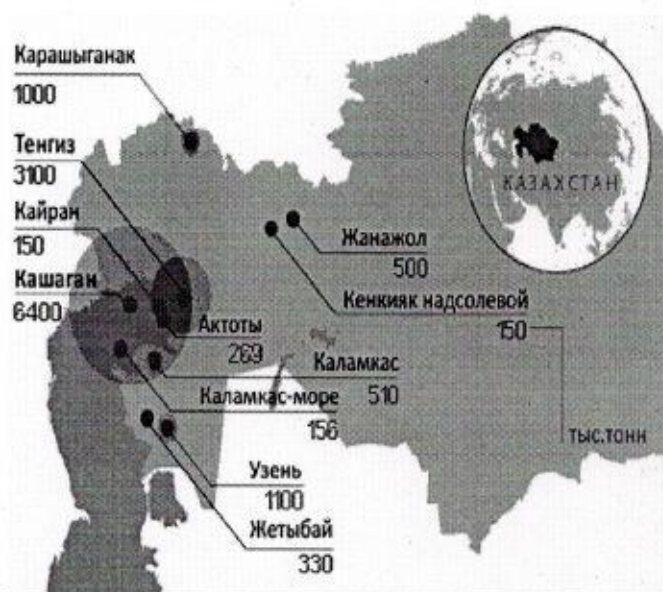 Карашыганак
1000
Тенгиз
3100
Кайран
150
Кашаган
6400
КАЗАХСТАН
Жанажол
500
Кенкияк надсолевой
150
Актоты
269
Каламкас
510
Каламкас-море
156
тыс.тонн
Узень
1100
Жетыбай
330